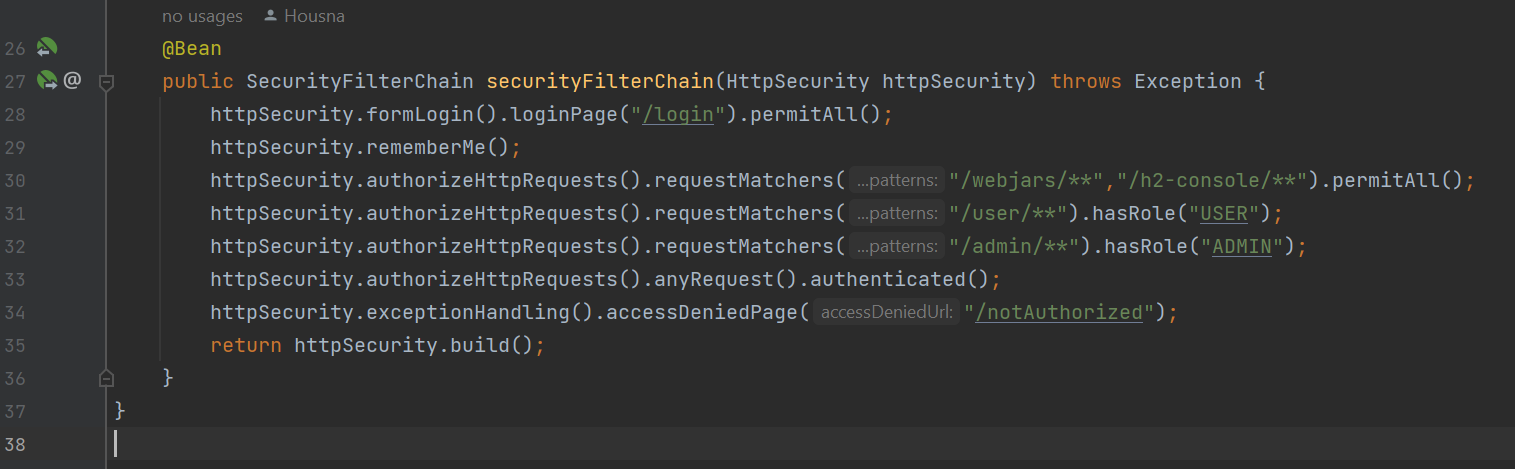 no usages Housna
26 @Bean
27 @ public SecurityFilterChain securityFilterChain(HttpSecurity httpSecurity) throws Exception {
28 httpSecurity.formLogin().loginPage("/login").permitAll();
29 httpSecurity.rememberMe();
30 httpSecurity.authorizeHttpRequests().requestMatchers( ...patterns: "/webjars/**","/h2-console/**").permitAll();
31 httpSecurity.authorizeHttpRequests().requestMatchers( ...patterns: "/user/**").hasRole("USER");
32 httpSecurity.authorizeHttpRequests().requestMatchers( ...patterns: "/admin/**").hasRole("ADMIN");
33 httpSecurity.authorizeHttpRequests().anyRequest().authenticated();
34 httpSecurity.exceptionHandling().accessDeniedPage( accessDeniedUrl: "/notAuthorized");
35 return httpSecurity.build();
36 }
37 }
38